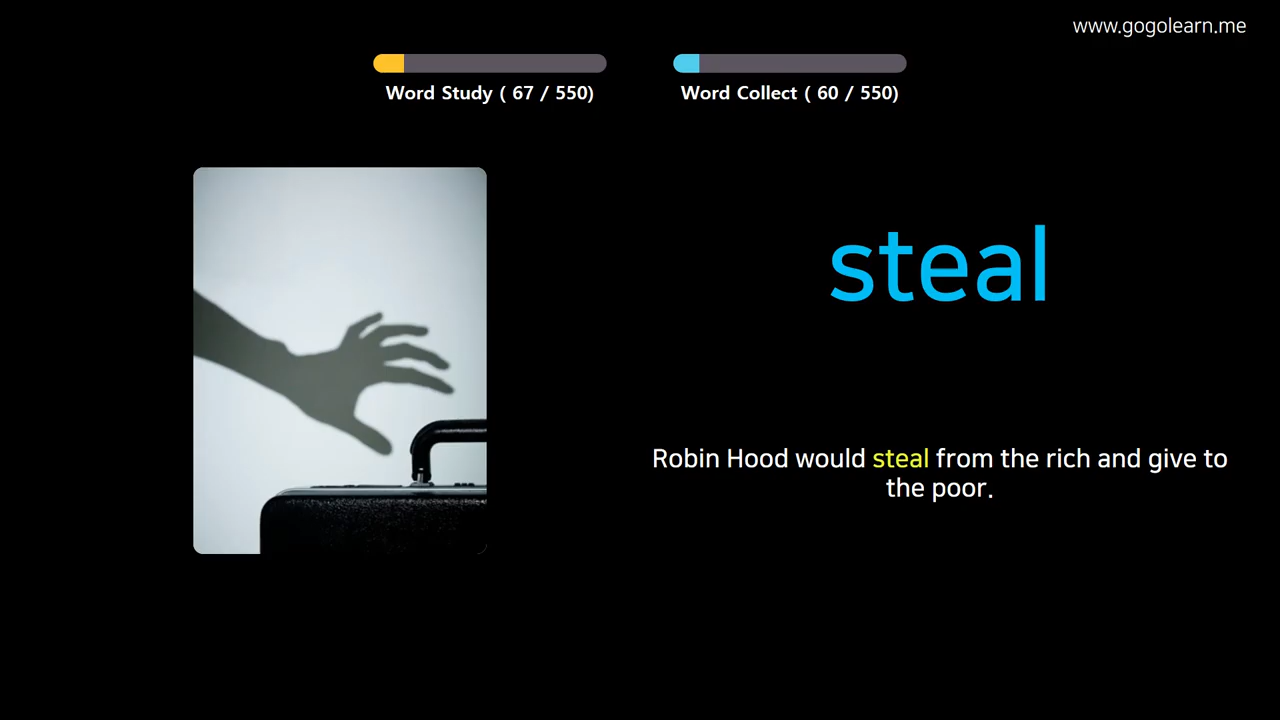 www.gogolearn.me
Word Study ( 67 / 550)
Word Collect ( 60 / 550)
steal
Robin Hood would steal from the rich and give to
the poor.